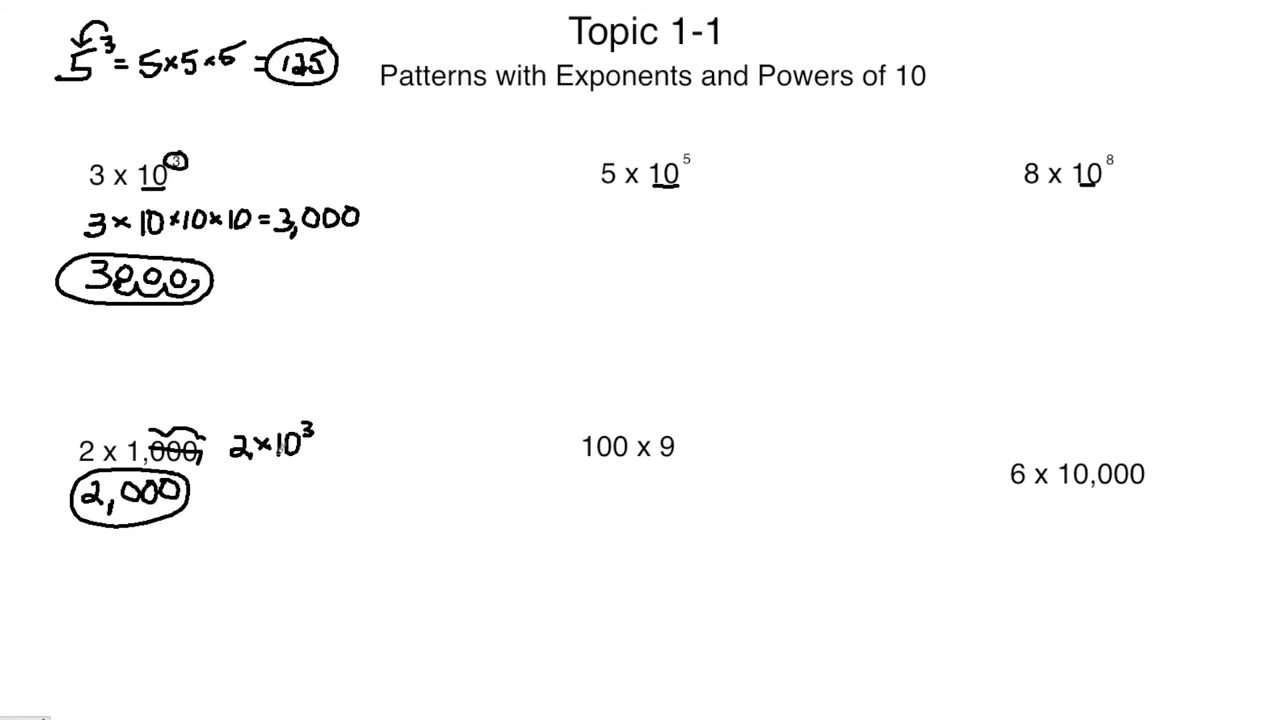 Topic 1-1
Patterns with Exponents and Powers of 10
5³ = 5×5×5 = 125
3 x 10³
3 × 10 × 10 × 10 = 3,000
3000
5 x 10⁵
8 x 10⁸
2 x 1,000, 2 × 10³
2,000
100 x 9
6 x 10,000